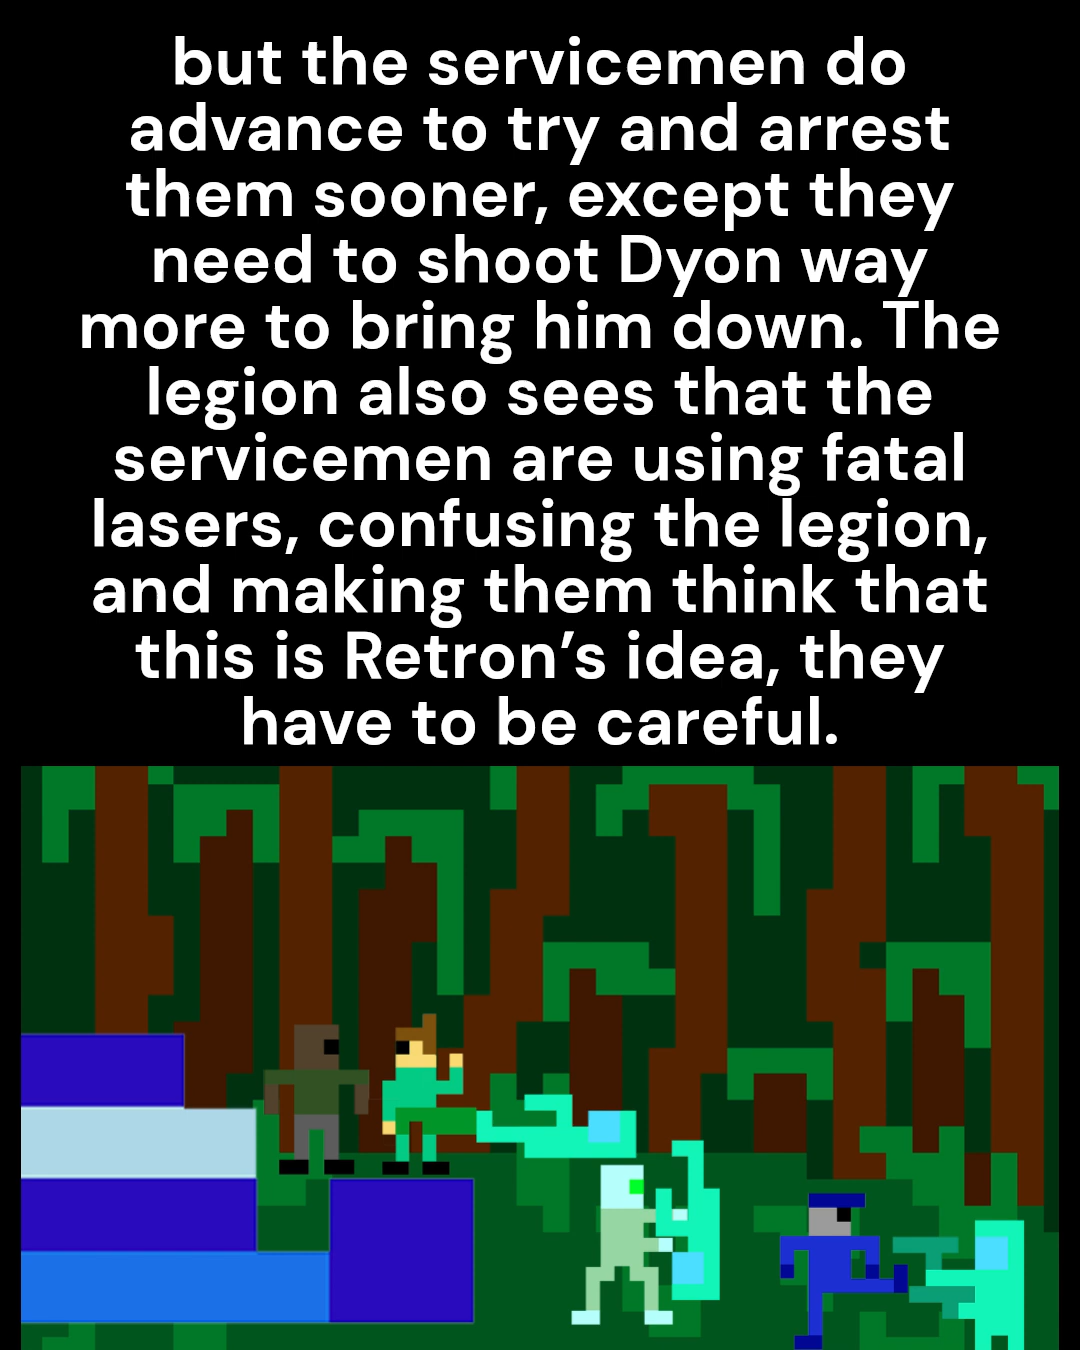 but the servicemen do
advance to try and arrest
them sooner, except they
need to shoot Dyon way
more to bring him down. The
legion also sees that the
servicemen are using fatal
lasers, confusing the legion,
and making them think that
this is Retron’s idea, they
have to be careful.